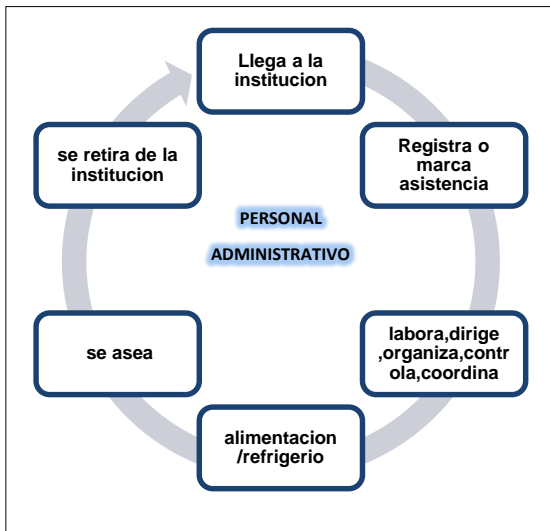 Llega a la
institucion
Registra o
marca
asistencia
labora,dirige
,organiza,contr
ola,coordina
alimentacion
/refrigerio
se asea
se retira de la
institucion
PERSONAL
ADMINISTRATIVO